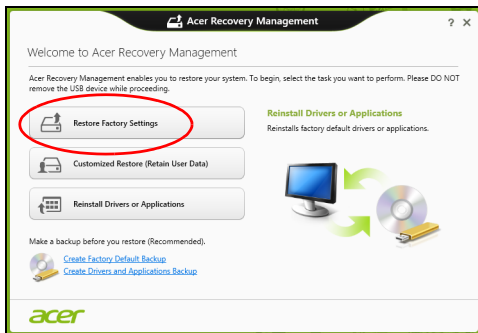 Acer Recovery Management
? X
Welcome to Acer Recovery Management
Acer Recovery Management enables you to restore your system. To begin, select the task you want to perform. Please DO NOT
remove the USB device while proceeding.
Restore Factory Settings
Reinstall Drivers or Applications
Reinstalls factory default drivers or applications.
Customized Restore (Retain User Data)
Reinstall Drivers or Applications
Make a backup before you restore (Recommended).
Create Factory Default Backup
Create Drivers and Applications Backup
acer